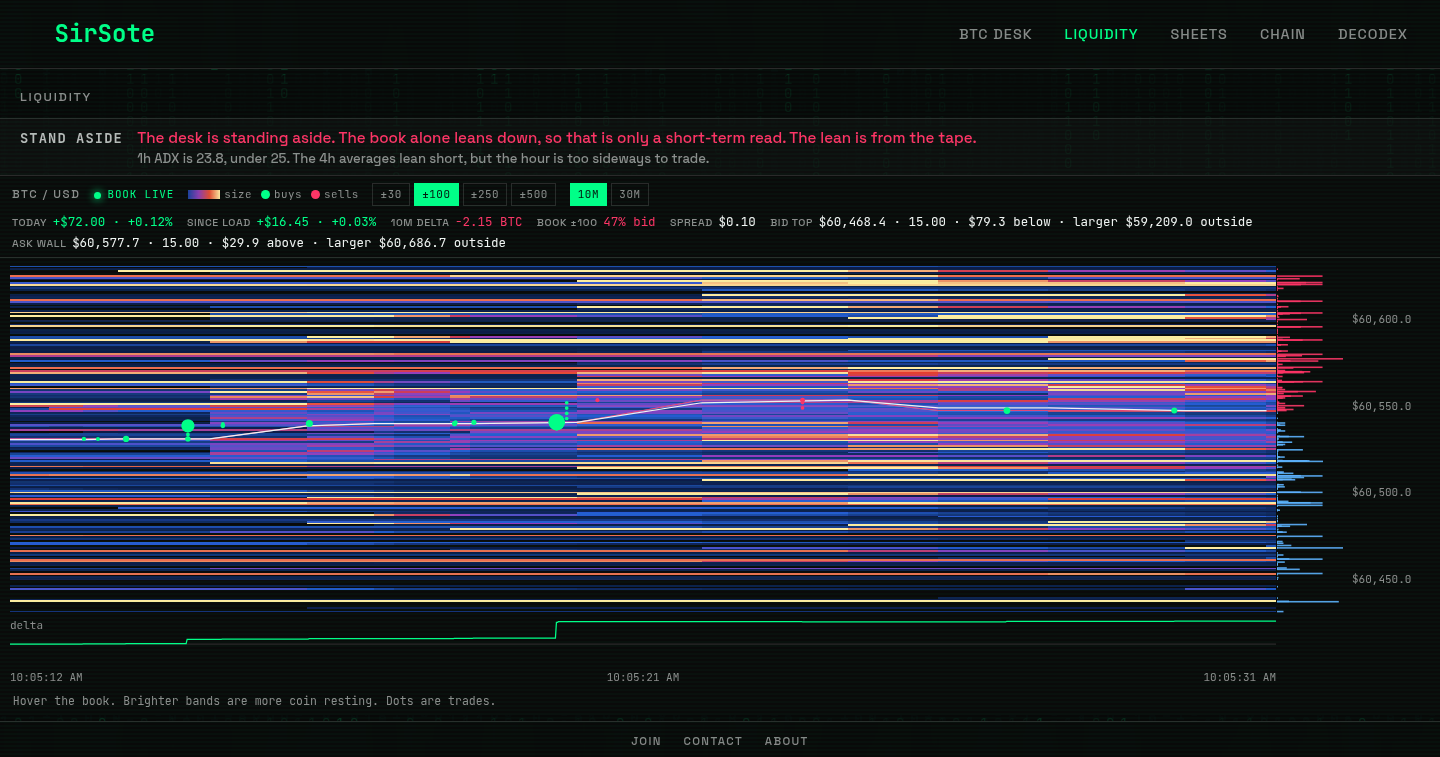 SirSote
BTC DESK LIQUIDITY SHEETS CHAIN DECODEX
LIQUIDITY
STAND ASIDE The desk is standing aside. The book alone leans down, so that is only a short-term read. The lean is from the tape.
1h ADX is 23.8, under 25. The 4h averages lean short, but the hour is too sideways to trade.
BTC / USD BOOK LIVE size buys sells ±30 ±100 ±250 ±500 10M 30M
TODAY +$72.00 · +0.12% SINCE LOAD +$16.45 · +0.03% 10M DELTA -2.15 BTC BOOK ±100 47% bid SPREAD $0.10 BID TOP $60,468.4 · 15.00 · $79.3 below · larger $59,209.0 outside
ASK WALL $60,577.7 · 15.00 · $29.9 above · larger $60,686.7 outside
$60,600.0
$60,550.0
$60,500.0
$60,450.0
delta
10:05:12 AM 10:05:21 AM 10:05:31 AM
Hover the book. Brighter bands are more coin resting. Dots are trades.
JOIN CONTACT ABOUT